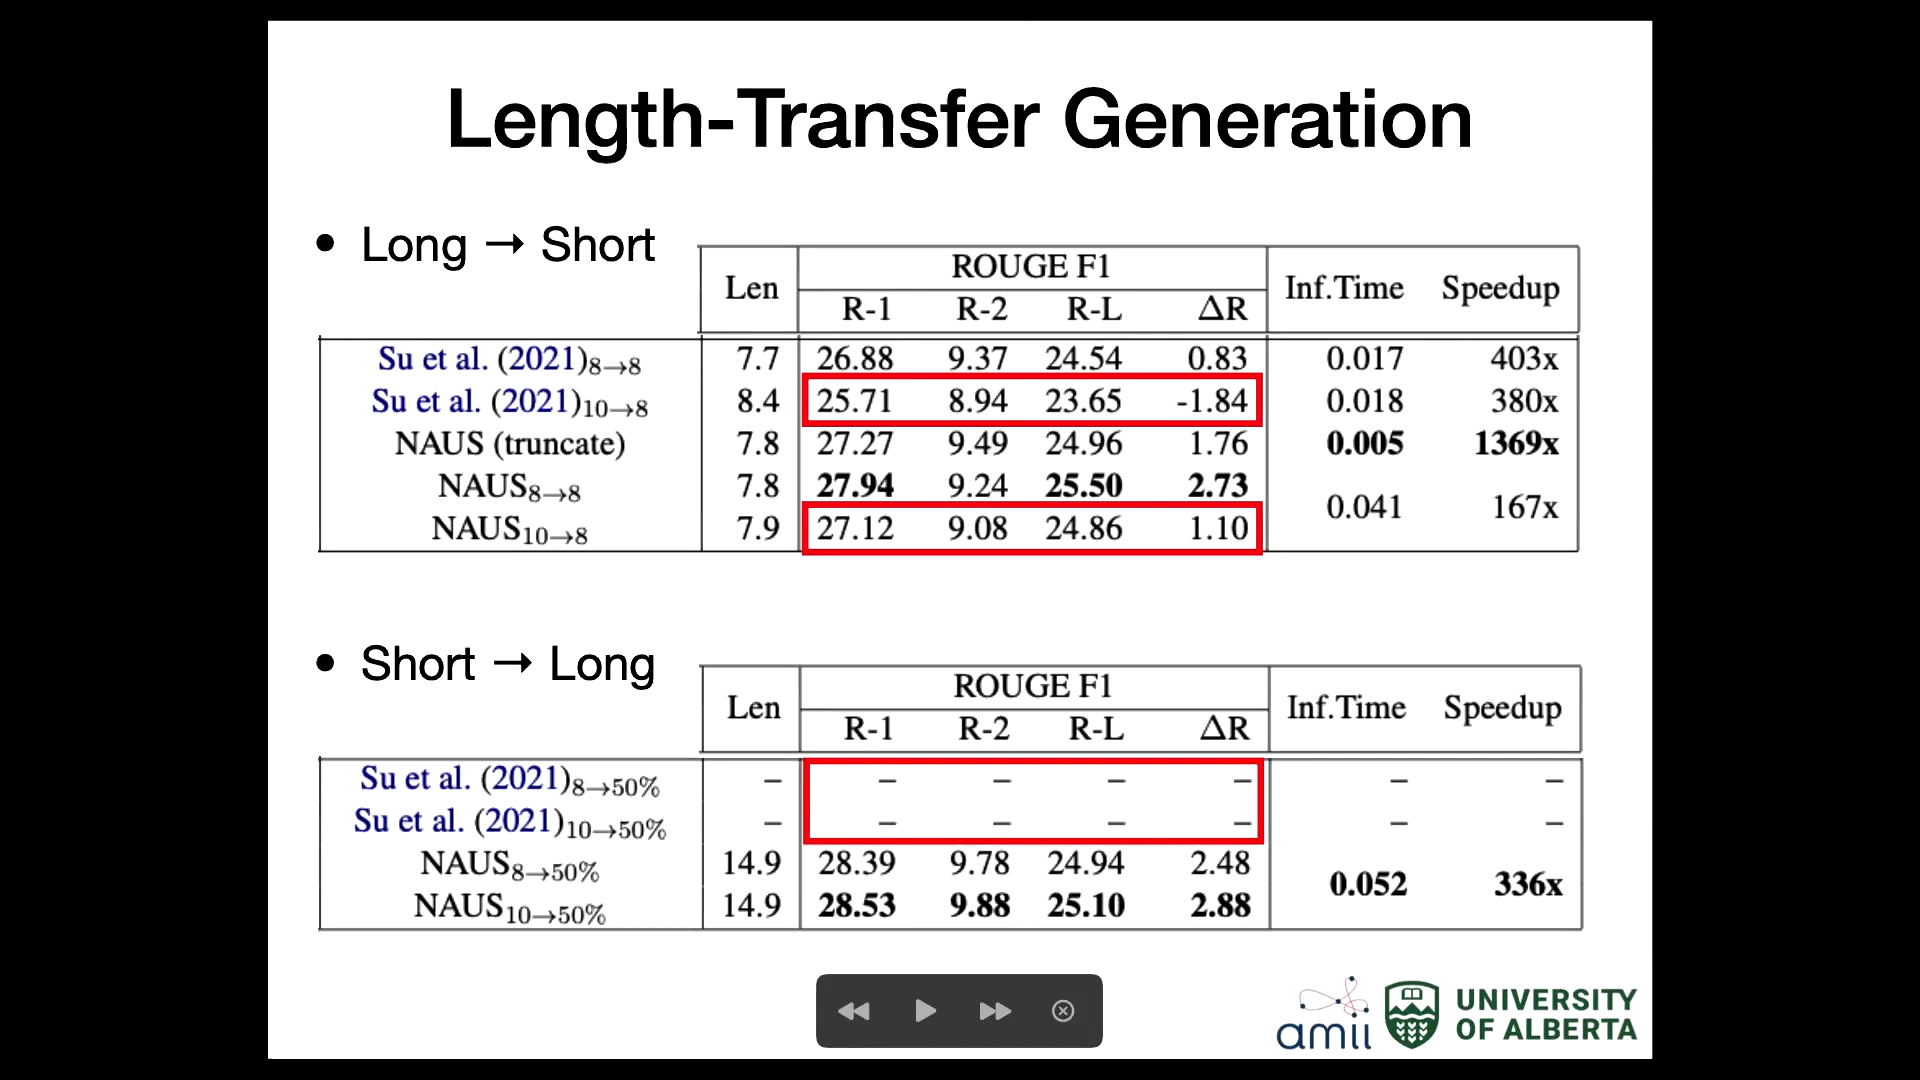 Length-Transfer Generation
• Long → Short
Len ROUGE F1 Inf.Time Speedup
R-1 R-2 R-L ΔR
Su et al. (2021)8→8 7.7 26.88 9.37 24.54 0.83 0.017 403x
Su et al. (2021)10→8 8.4 25.71 8.94 23.65 -1.84 0.018 380x
NAUS (truncate) 7.8 27.27 9.49 24.96 1.76 0.005 1369x
NAUS8→8 7.8 27.94 9.24 25.50 2.73
0.041 167x
NAUS10→8 7.9 27.12 9.08 24.86 1.10
• Short → Long
Len ROUGE F1 Inf.Time Speedup
R-1 R-2 R-L ΔR
Su et al. (2021)8→50% – – – – – – –
Su et al. (2021)10→50% – – – – – – –
NAUS8→50% 14.9 28.39 9.78 24.94 2.48
0.052 336x
NAUS10→50% 14.9 28.53 9.88 25.10 2.88
amii
UNIVERSITY
OF ALBERTA